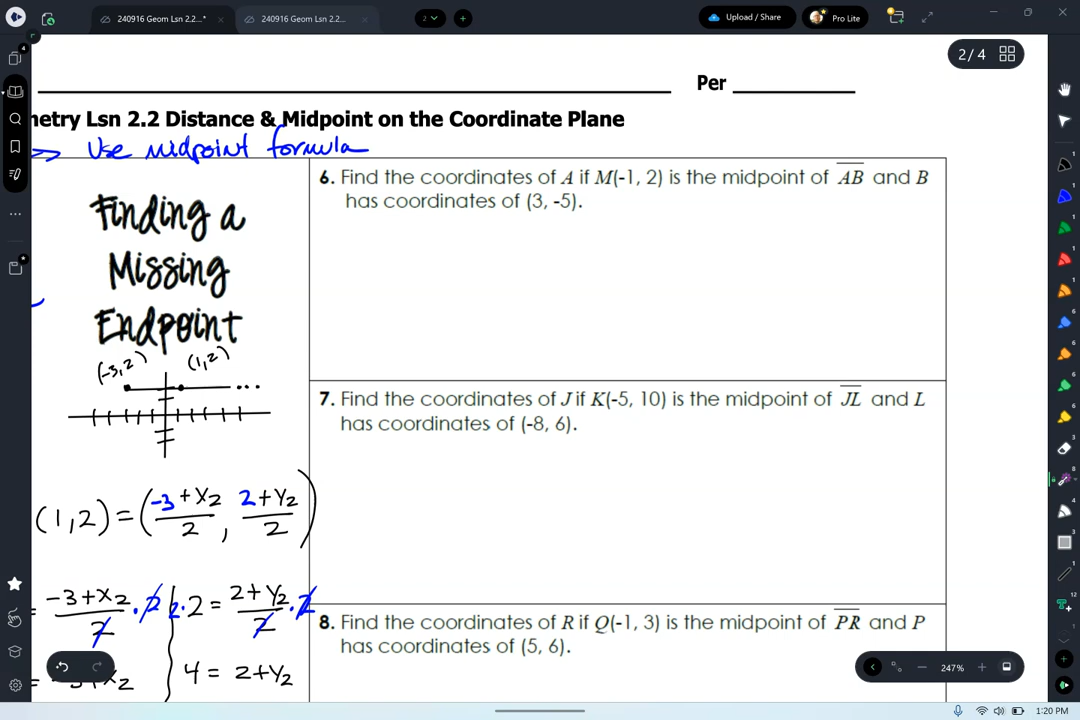 240916 Geom Lsn 2.2...*
240916 Geom Lsn 2.2...
2
Upload / Share
Pro Lite
2/4
Per
netry Lsn 2.2 Distance & Midpoint on the Coordinate Plane
Use midpoint formula
Finding a
Missing
Endpoint
(-3,2)
(1,2)
(1,2) = (-3+X2/2, 2+Y2/2)
= -3+X2/2 · 2
2 · 2 = 2+Y2/2 · 2
4 = 2+Y2
6. Find the coordinates of A if M(-1, 2) is the midpoint of AB and B
has coordinates of (3, -5).
7. Find the coordinates of J if K(-5, 10) is the midpoint of JL and L
has coordinates of (-8, 6).
8. Find the coordinates of R if Q(-1, 3) is the midpoint of PR and P
has coordinates of (5, 6).
247%
1:20 PM